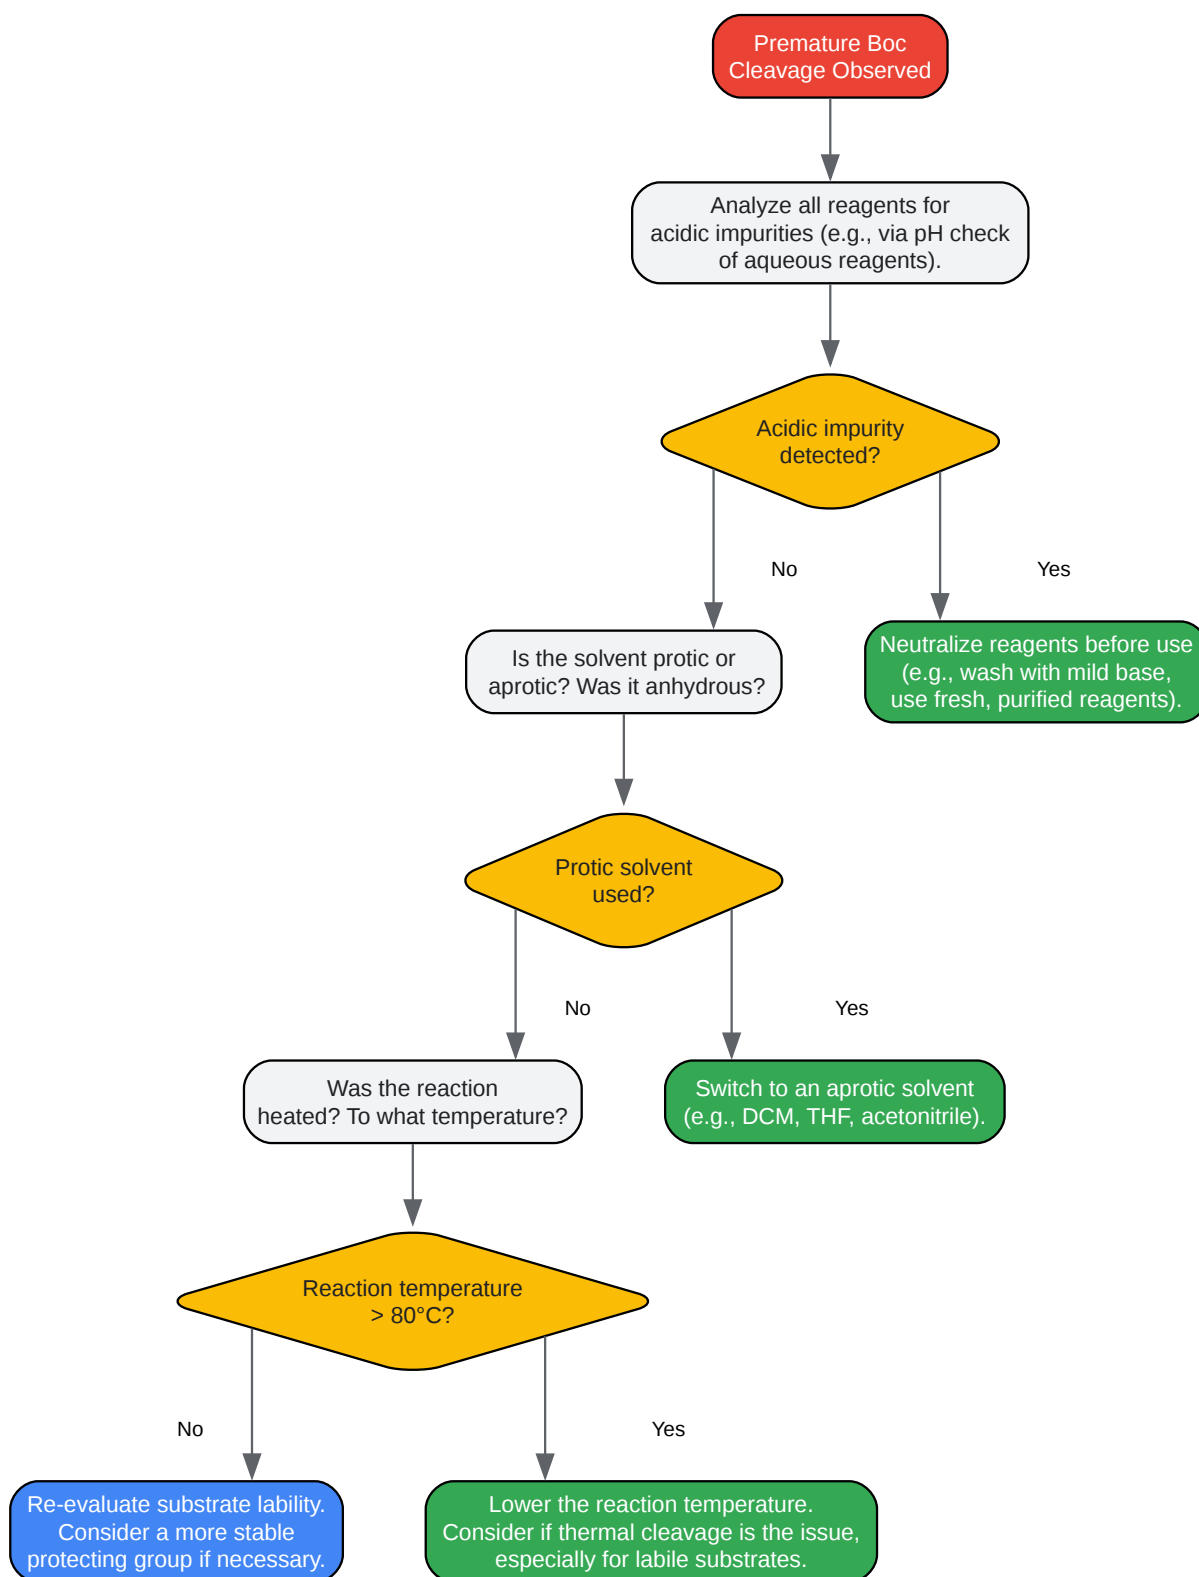 Premature Boc
Cleavage Observed
Analyze all reagents for
acidic impurities (e.g., via pH check
of aqueous reagents).
Acidic impurity
detected?
No
Yes
Is the solvent protic or
aprotic? Was it anhydrous?
Neutralize reagents before use
(e.g., wash with mild base,
use fresh, purified reagents).
Protic solvent
used?
No
Yes
Was the reaction
heated? To what temperature?
Switch to an aprotic solvent
(e.g., DCM, THF, acetonitrile).
Reaction temperature
> 80°C?
No
Yes
Re-evaluate substrate lability.
Consider a more stable
protecting group if necessary.
Lower the reaction temperature.
Consider if thermal cleavage is the issue,
especially for labile substrates.